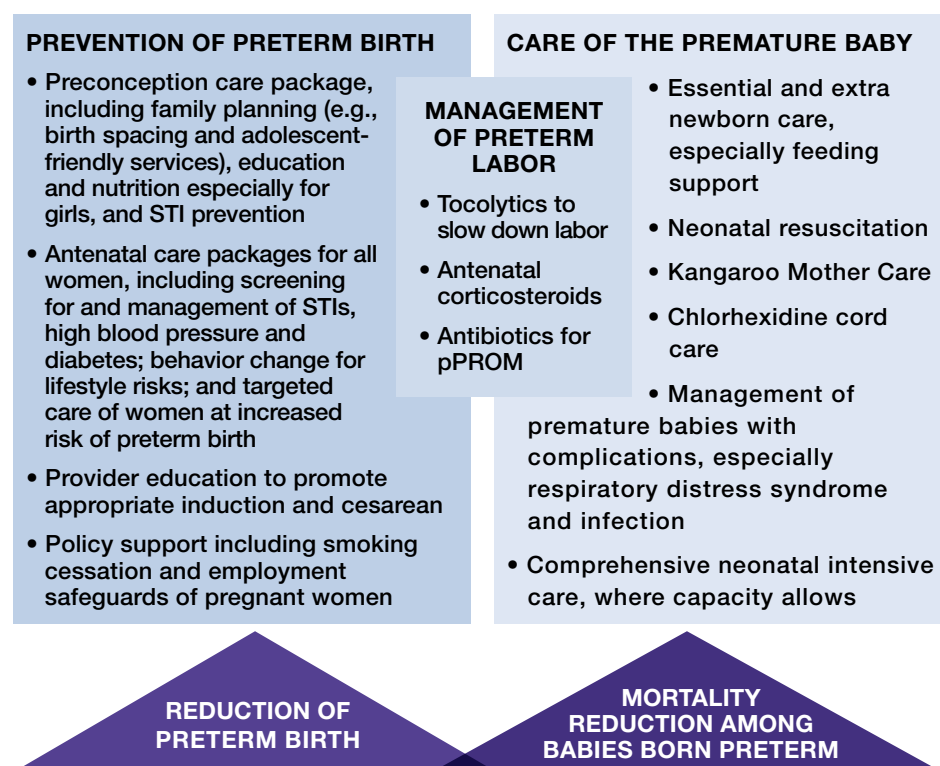 PREVENTION OF PRETERM BIRTH
• Preconception care package,
including family planning (e.g.,
birth spacing and adolescent-
friendly services), education
and nutrition especially for
girls, and STI prevention
• Antenatal care packages for all
women, including screening
for and management of STIs,
high blood pressure and
diabetes; behavior change for
lifestyle risks; and targeted
care of women at increased
risk of preterm birth
• Provider education to promote
appropriate induction and cesarean
• Policy support including smoking
cessation and employment
safeguards of pregnant women
MANAGEMENT
OF PRETERM
LABOR
• Tocolytics to
slow down labor
• Antenatal
corticosteroids
• Antibiotics for
pPROM
CARE OF THE PREMATURE BABY
• Essential and extra
newborn care,
especially feeding
support
• Neonatal resuscitation
• Kangaroo Mother Care
• Chlorhexidine cord
care
• Management of
premature babies with
complications, especially
respiratory distress syndrome
and infection
• Comprehensive neonatal intensive
care, where capacity allows
REDUCTION OF
PRETERM BIRTH
MORTALITY
REDUCTION AMONG
BABIES BORN PRETERM